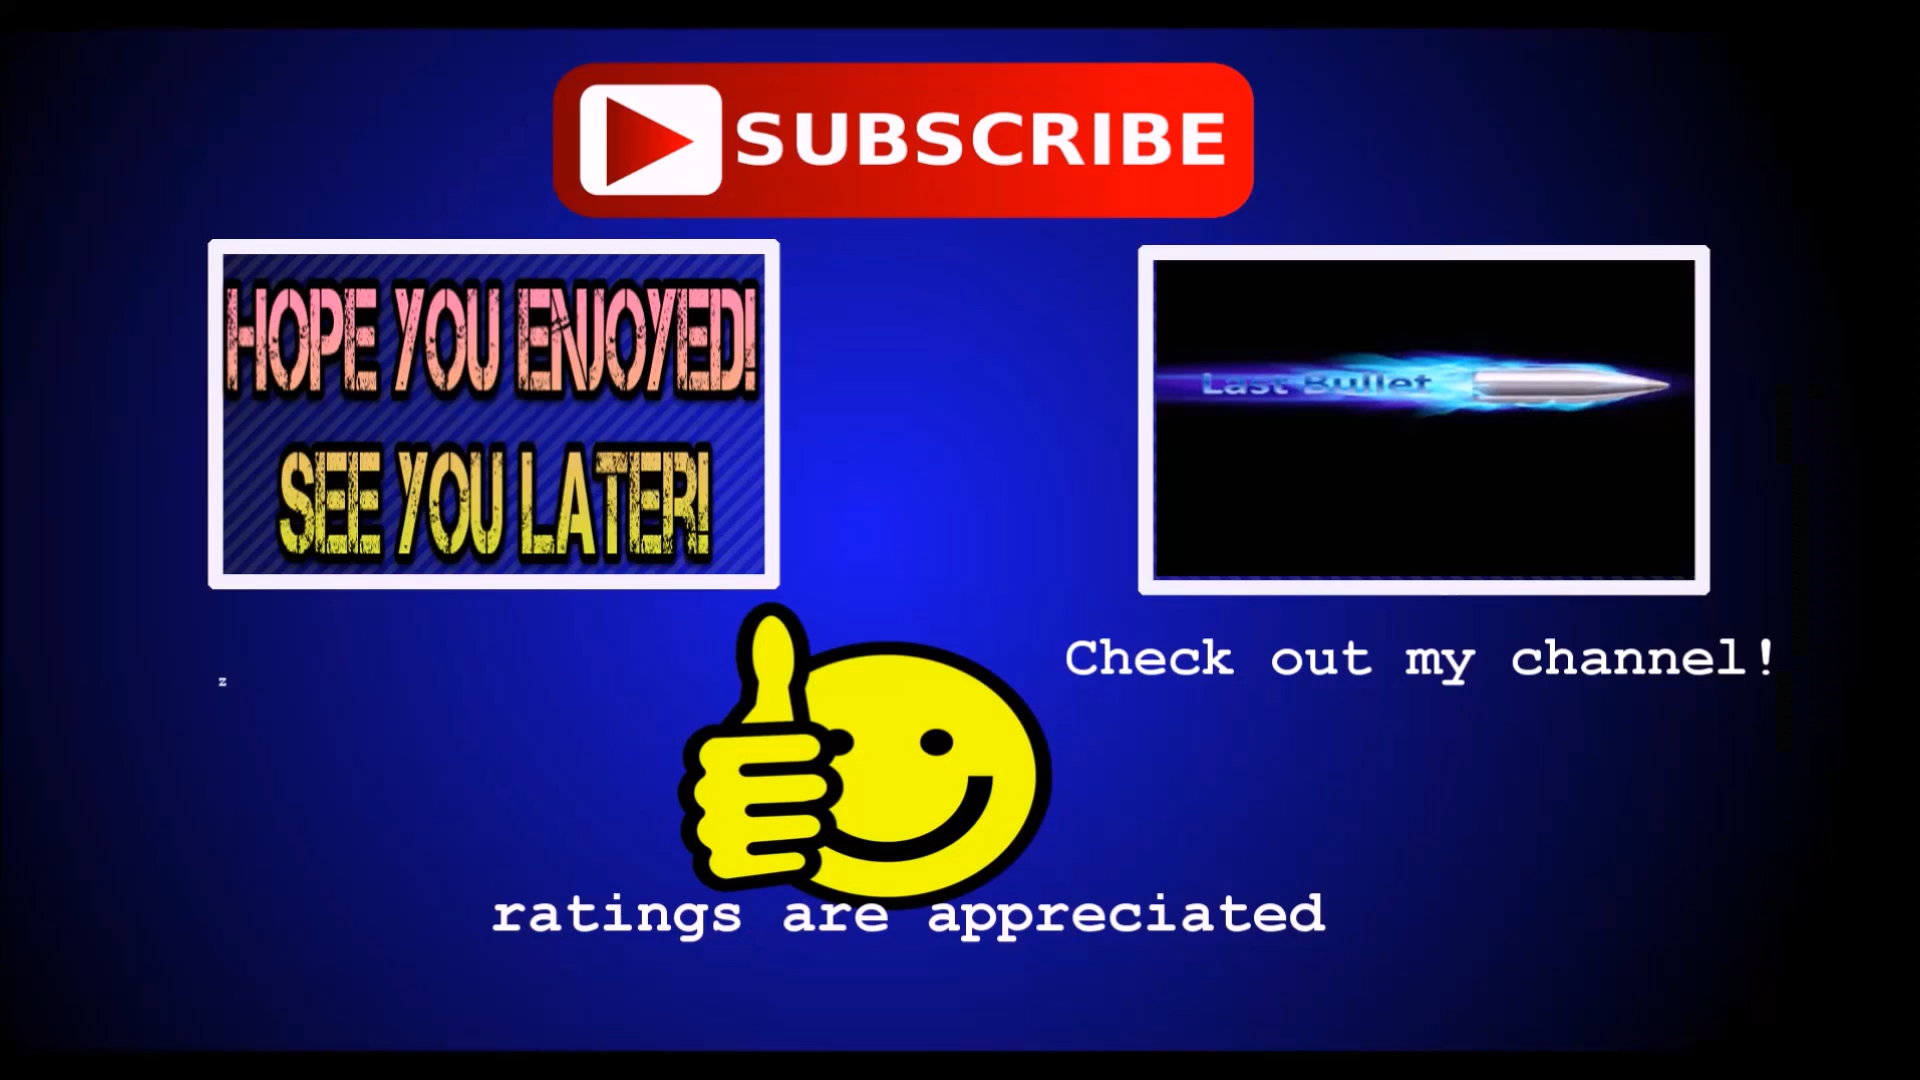 SUBSCRIBE
HOPE YOU ENJOYED!
SEE YOU LATER!
Last Bullet
Check out my channel!
z
ratings are appreciated